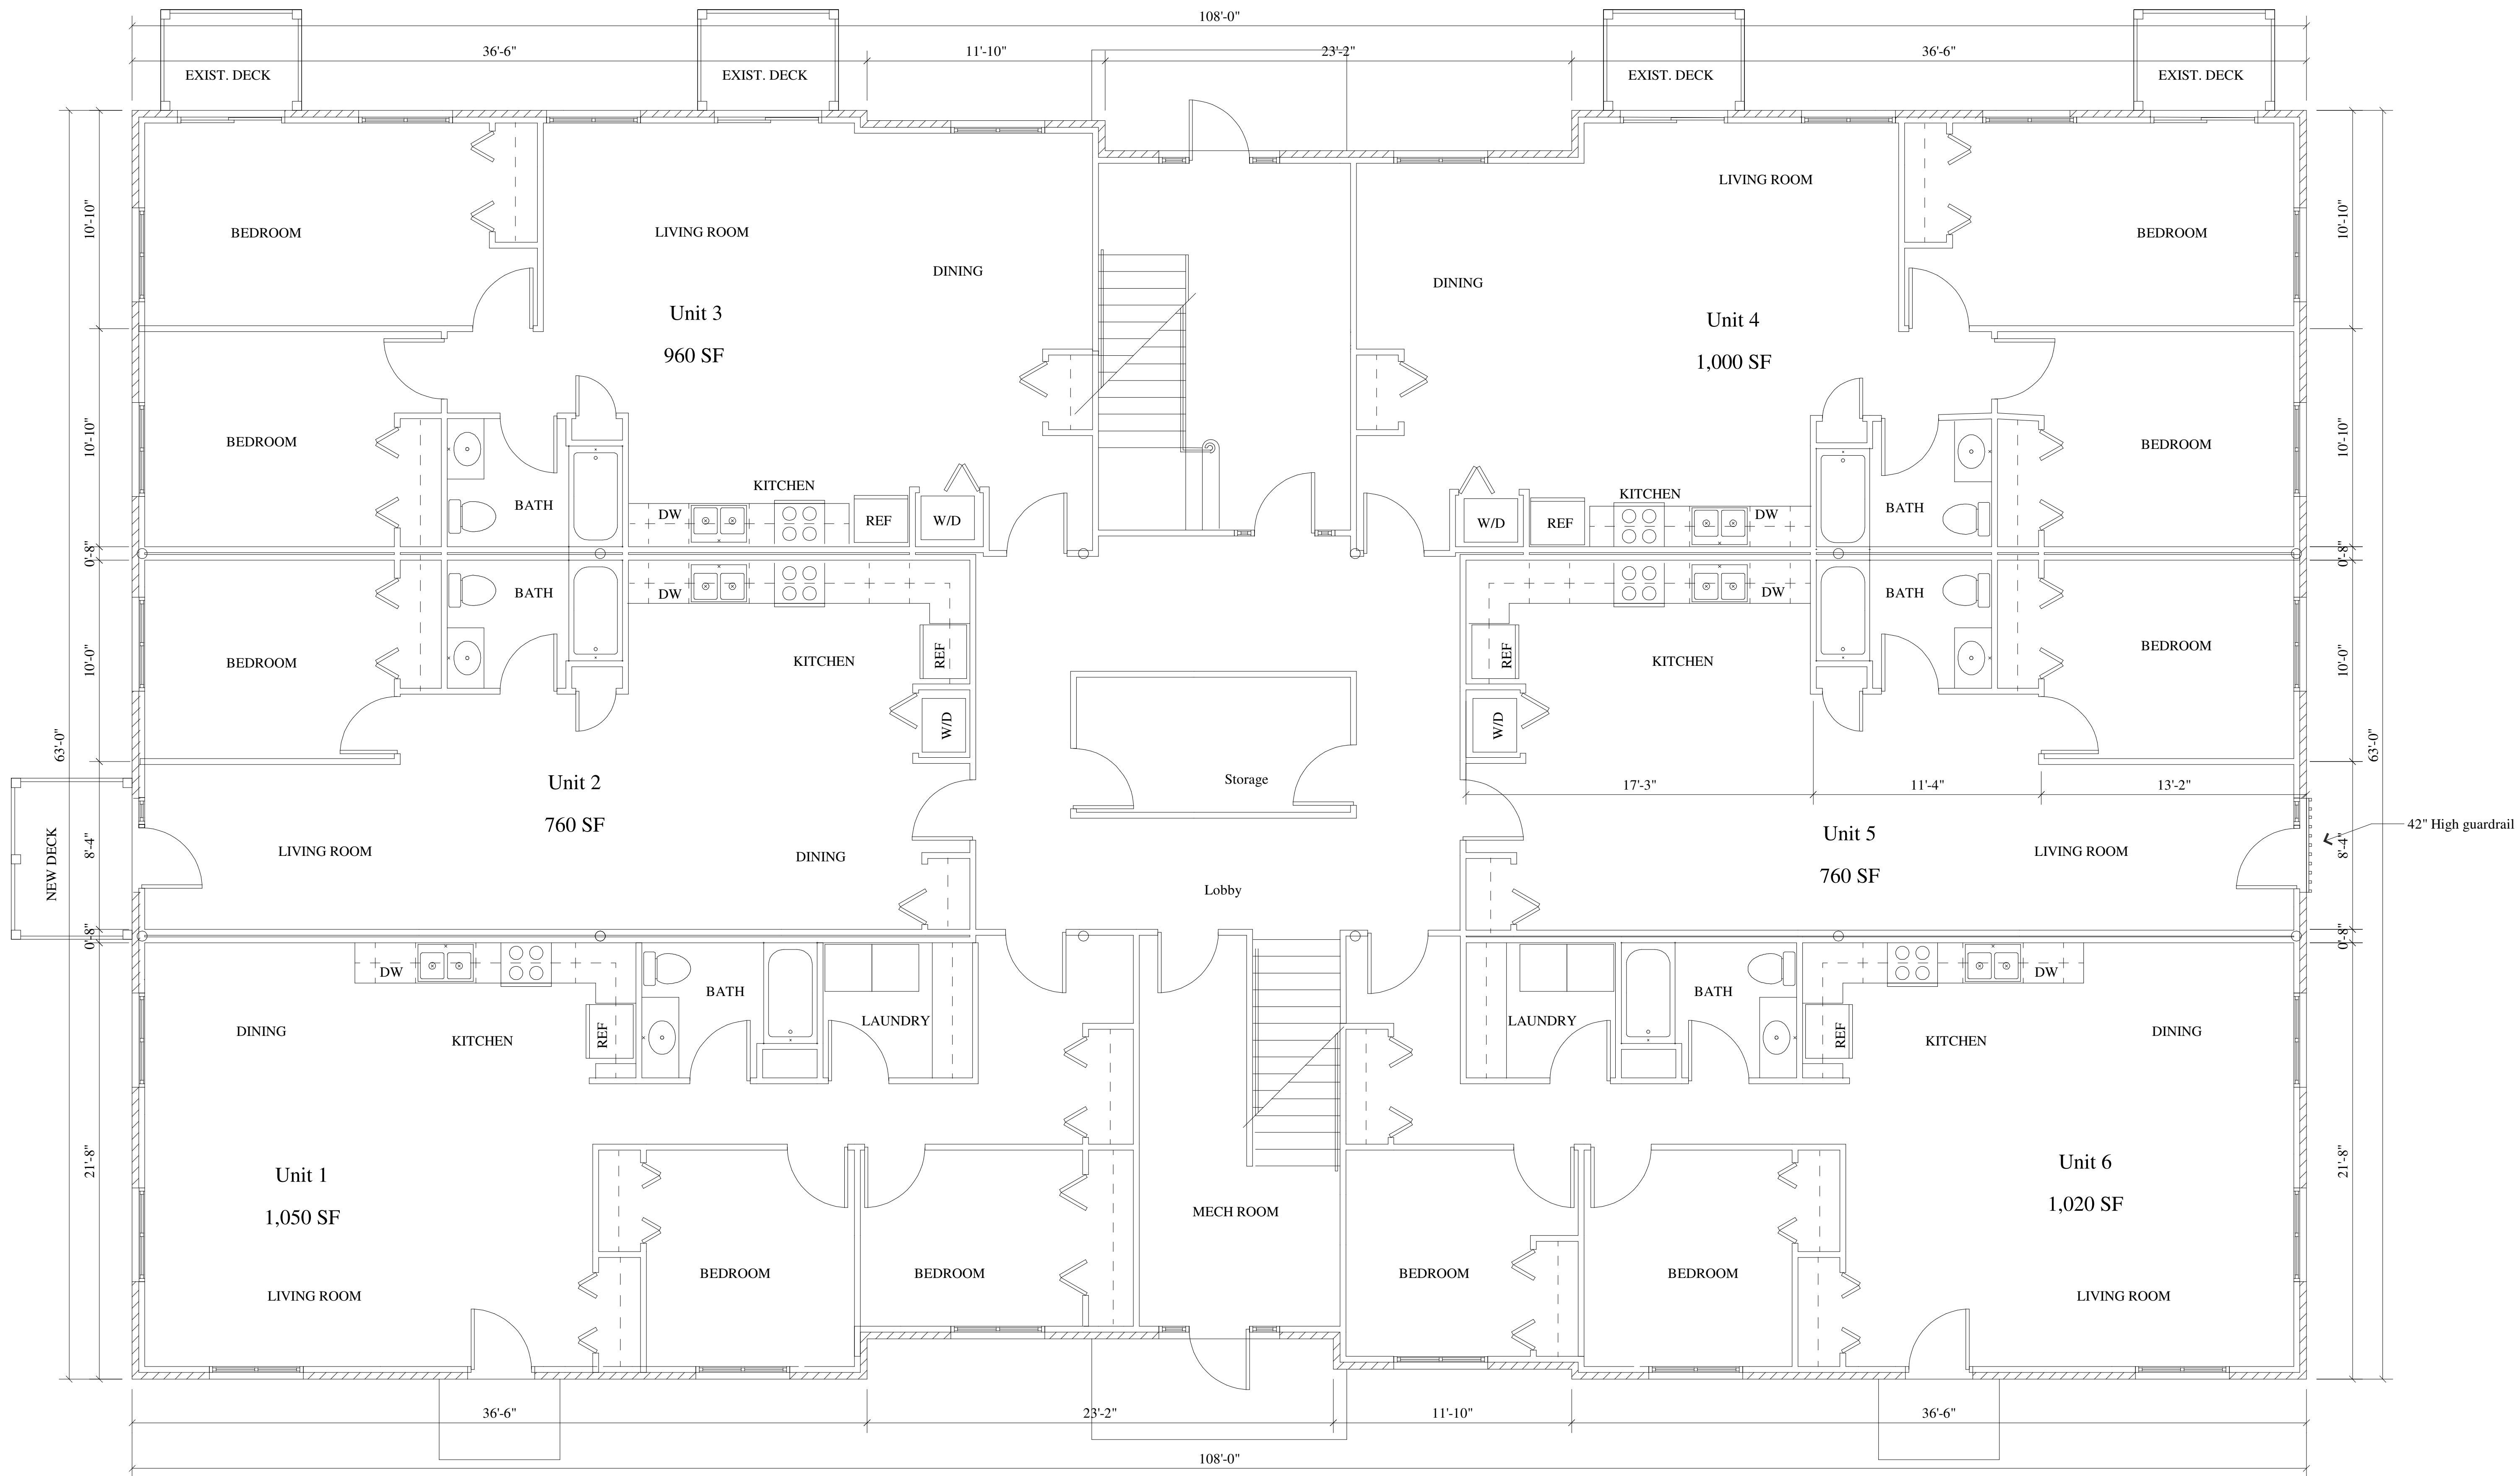 108'-0"
36'-6"
11'-10"
23'-2"
36'-6"
EXIST. DECK
EXIST. DECK
EXIST. DECK
EXIST. DECK
LIVING ROOM
10'-10"
BEDROOM
LIVING ROOM
BEDROOM
10'-10"
DINING
DINING
Unit 3
960 SF
Unit 4
1,000 SF
10'-10"
BEDROOM
BEDROOM
10'-10"
KITCHEN
KITCHEN
BATH
DW
REF
W/D
W/D
REF
DW
BATH
0'-8"
0'-8"
BATH
DW
DW
BATH
10'-0"
BEDROOM
KITCHEN
REF
REF
KITCHEN
BEDROOM
10'-0"
W/D
W/D
63'-0"
63'-0"
Unit 2
760 SF
Storage
17'-3"
11'-4"
13'-2"
42" High guardrail
NEW DECK
8'-4"
LIVING ROOM
DINING
Unit 5
760 SF
LIVING ROOM
8'-4"
Lobby
0'-8"
0'-8"
DW
BATH
LAUNDRY
LAUNDRY
BATH
DW
DINING
KITCHEN
REF
REF
KITCHEN
DINING
21'-8"
Unit 1
1,050 SF
MECH ROOM
Unit 6
1,020 SF
21'-8"
BEDROOM
BEDROOM
BEDROOM
BEDROOM
LIVING ROOM
LIVING ROOM
36'-6"
23'-2"
11'-10"
36'-6"
108'-0"